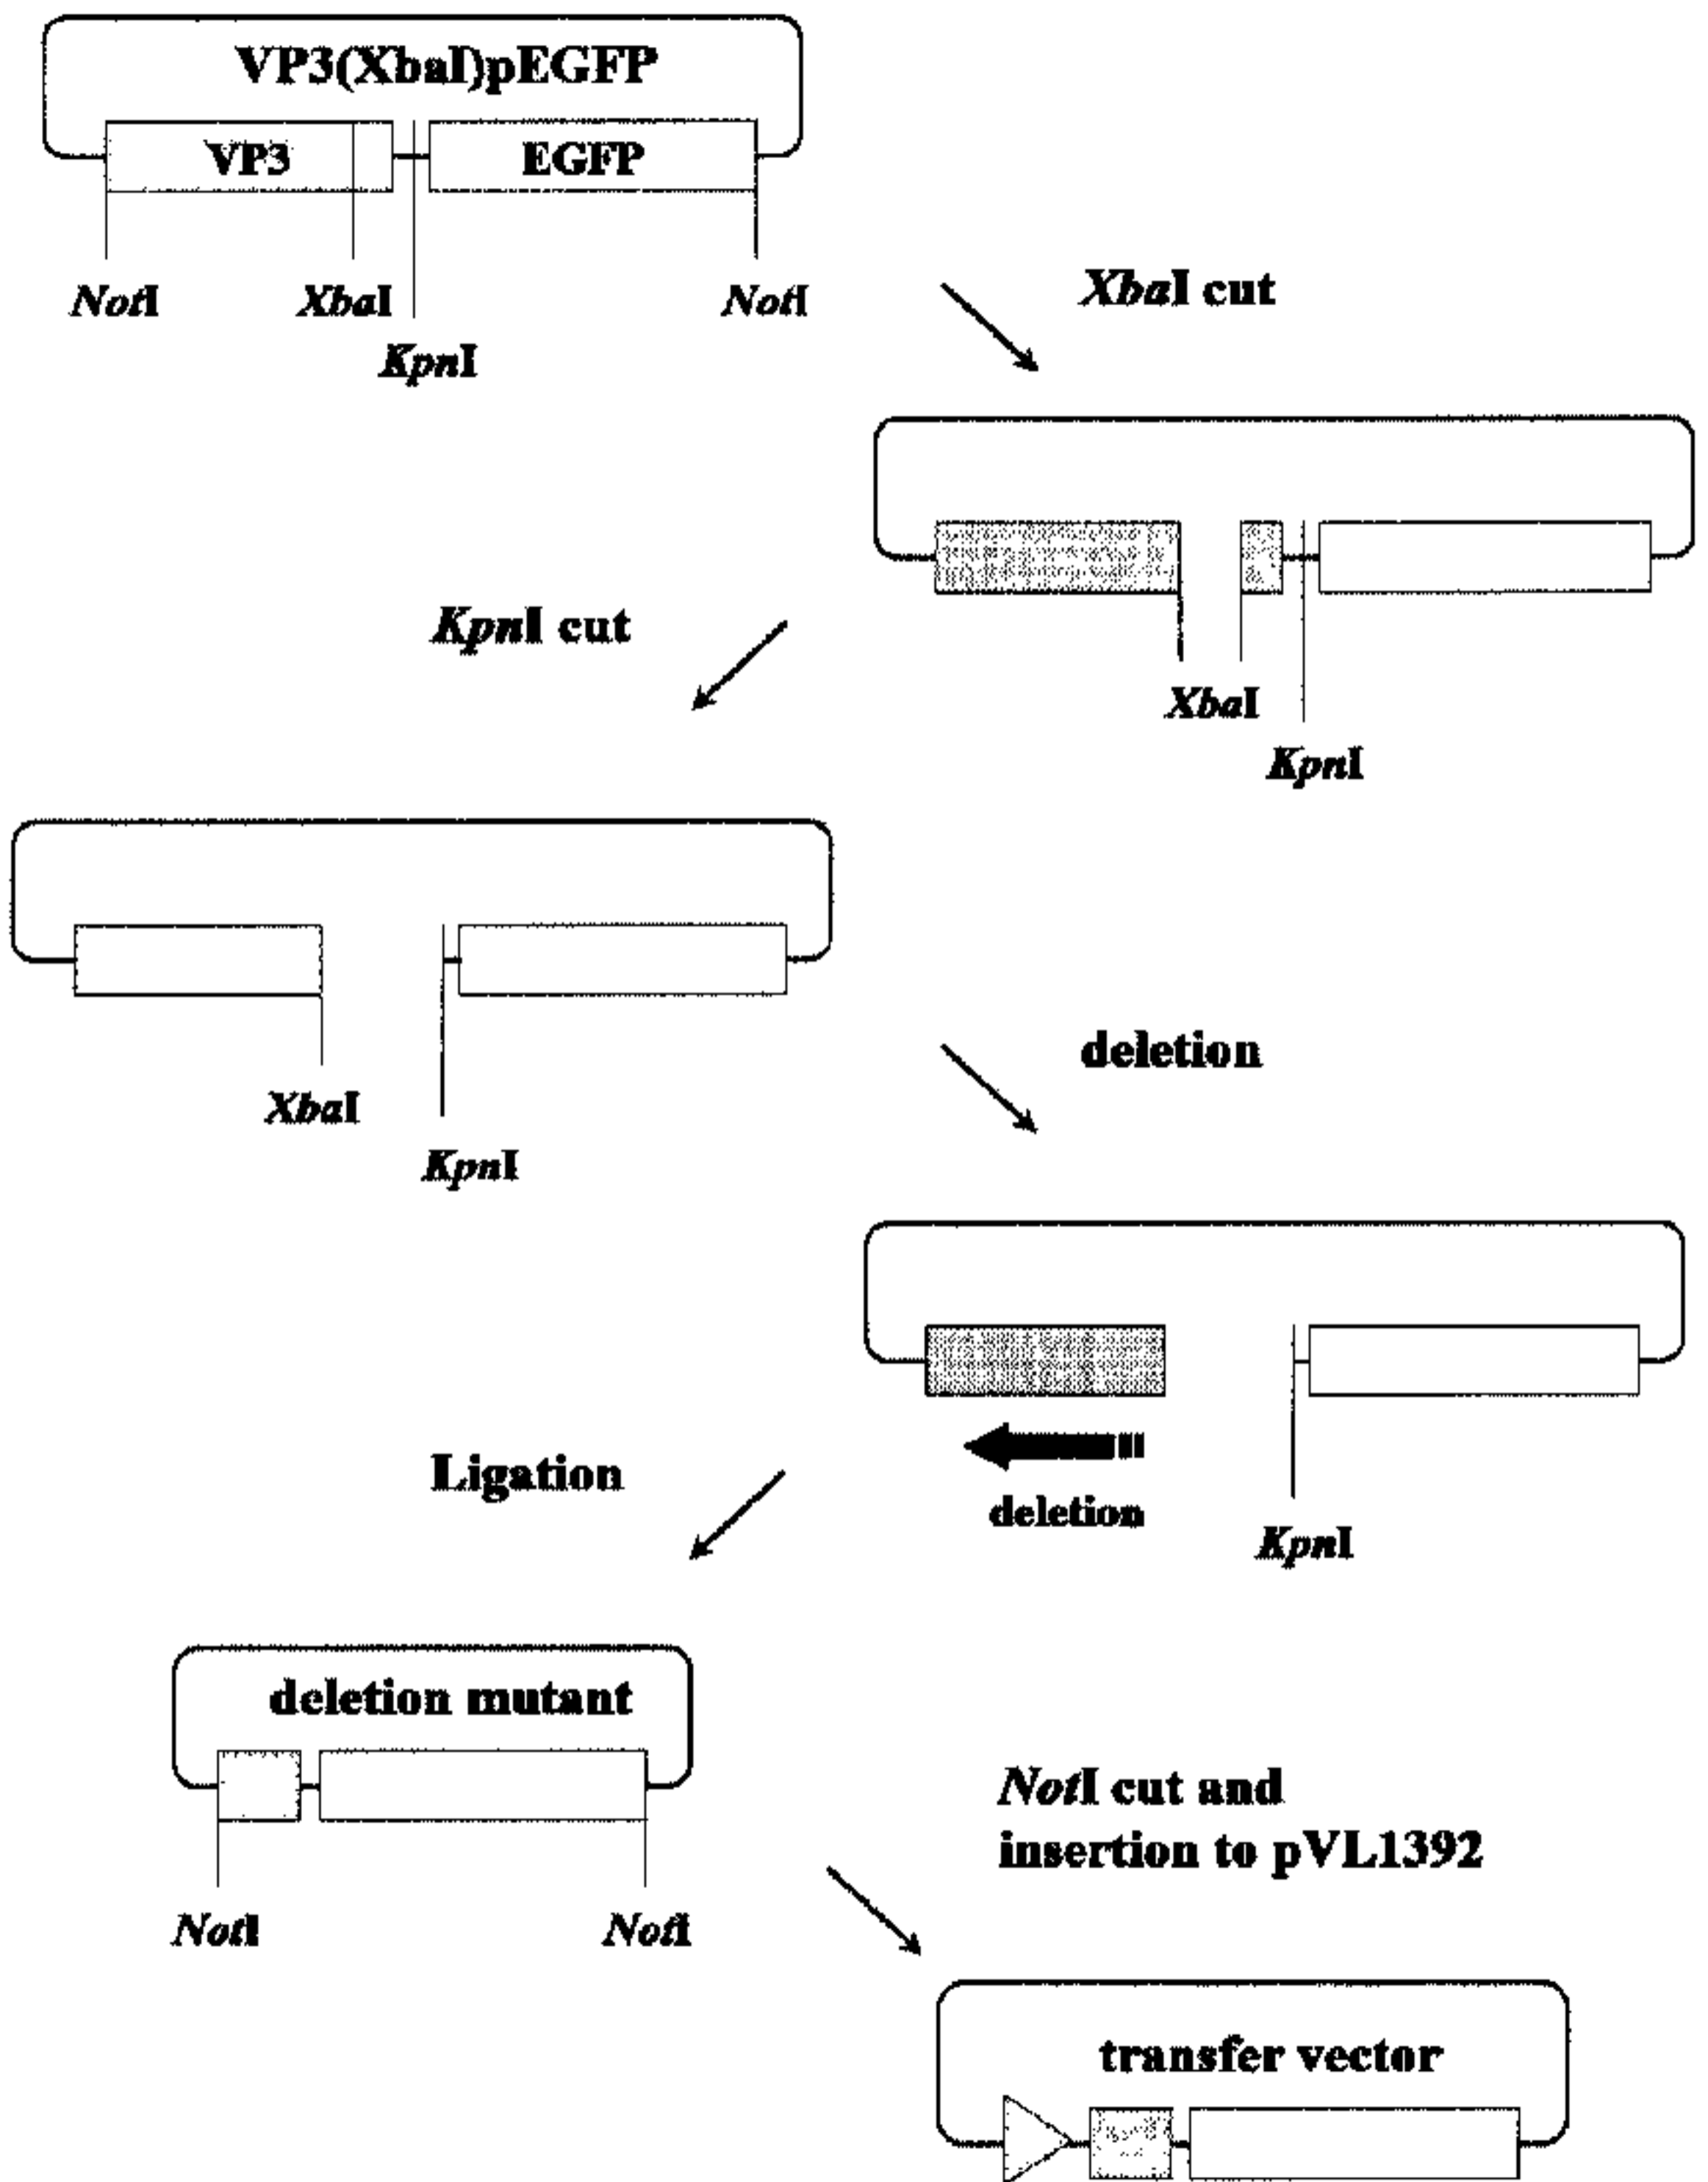 VP3(XbaI)pEGFP
VP3
EGFP
NotI
XbaI
NotI
KpnI
XbaI cut
KpnI cut
XbaI
KpnI
XbaI
KpnI
deletion
Ligation
deletion
KpnI
deletion mutant
NotI
NotI
NotI cut and
insertion to pVL1392
transfer vector